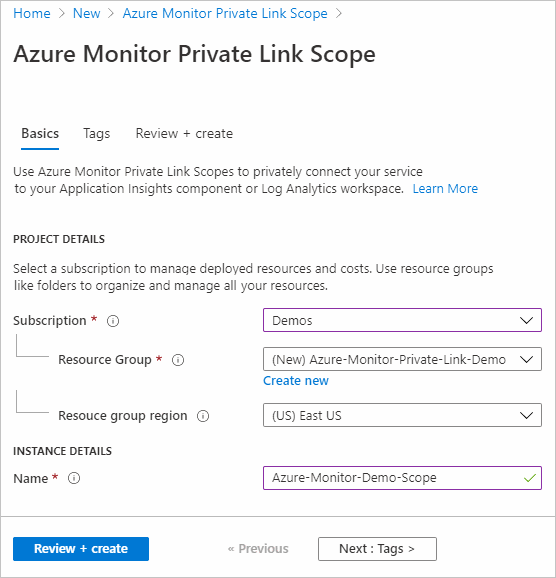 Home > New > Azure Monitor Private Link Scope >
Azure Monitor Private Link Scope
Basics Tags Review + create
Use Azure Monitor Private Link Scopes to privately connect your service
to your Application Insights component or Log Analytics workspace. Learn More
PROJECT DETAILS
Select a subscription to manage deployed resources and costs. Use resource groups
like folders to organize and manage all your resources.
Subscription * Demos
Resource Group * (New) Azure-Monitor-Private-Link-Demo
Create new
Resouce group region (US) East US
INSTANCE DETAILS
Name * Azure-Monitor-Demo-Scope
Review + create « Previous Next : Tags >